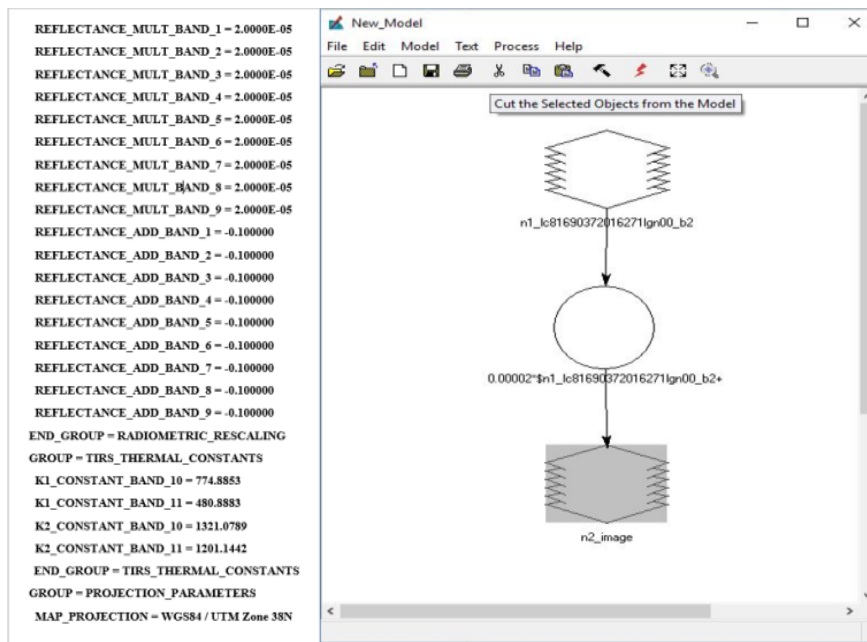 REFLECTANCE_MULT_BAND_1 = 2.0000E-05
REFLECTANCE_MULT_BAND_2 = 2.0000E-05
REFLECTANCE_MULT_BAND_3 = 2.0000E-05
REFLECTANCE_MULT_BAND_4 = 2.0000E-05
REFLECTANCE_MULT_BAND_5 = 2.0000E-05
REFLECTANCE_MULT_BAND_6 = 2.0000E-05
REFLECTANCE_MULT_BAND_7 = 2.0000E-05
REFLECTANCE_MULT_BAND_8 = 2.0000E-05
REFLECTANCE_MULT_BAND_9 = 2.0000E-05
REFLECTANCE_ADD_BAND_1 = -0.100000
REFLECTANCE_ADD_BAND_2 = -0.100000
REFLECTANCE_ADD_BAND_3 = -0.100000
REFLECTANCE_ADD_BAND_4 = -0.100000
REFLECTANCE_ADD_BAND_5 = -0.100000
REFLECTANCE_ADD_BAND_6 = -0.100000
REFLECTANCE_ADD_BAND_7 = -0.100000
REFLECTANCE_ADD_BAND_8 = -0.100000
REFLECTANCE_ADD_BAND_9 = -0.100000
END_GROUP = RADIOMETRIC_RESCALING
GROUP = TIRS_THERMAL_CONSTANTS
K1_CONSTANT_BAND_10 = 774.8853
K1_CONSTANT_BAND_11 = 480.8883
K2_CONSTANT_BAND_10 = 1321.0789
K2_CONSTANT_BAND_11 = 1201.1442
END_GROUP = TIRS_THERMAL_CONSTANTS
GROUP = PROJECTION_PARAMETERS
MAP_PROJECTION = WGS84 / UTM Zone 38N
New_Model
File Edit Model Text Process Help
Cut the Selected Objects from the Model
n1_lc81690372016271lgn00_b2
0.00002*$n1_lc81690372016271lgn00_b2+
n2_image